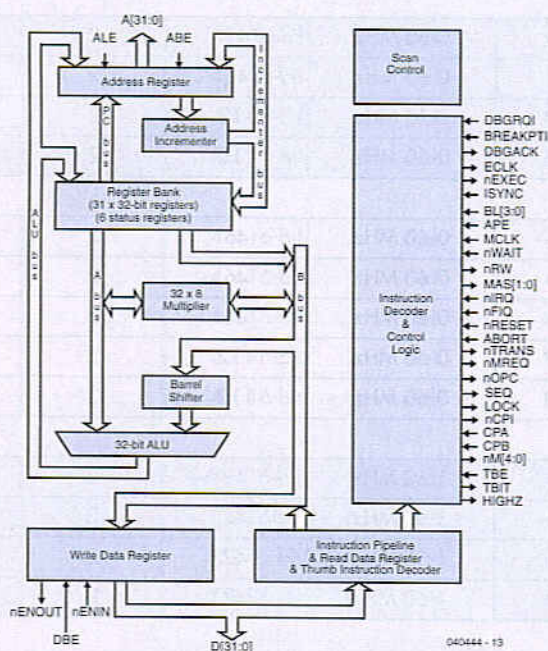 A[31:0]
ALE
ABE
Address Register
Incrementer bus
PC bus
Address
Incrementer
Register Bank
(31 x 32-bit registers)
(6 status registers)
ALU bus
A bus
B bus
32 x 8
Multiplier
Barrel
Shifter
32-bit ALU
Write Data Register
Instruction Pipeline
& Read Data Register
& Thumb Instruction Decoder
nENOUT
nENIN
DBE
D[31:0]
Scan
Control
Instruction
Decoder
&
Control
Logic
DBGRQI
BREAKPTI
DBGACK
ECLK
nEXEC
ISYNC
BL[3:0]
APE
MCLK
nWAIT
nRW
MAS[1:0]
nIRQ
nFIQ
nRESET
ABORT
nTRANS
nMREQ
nOPC
SEQ
LOCK
nCPI
CPA
CPB
nM[4:0]
TBE
TBIT
HIGHZ
040444 - 13